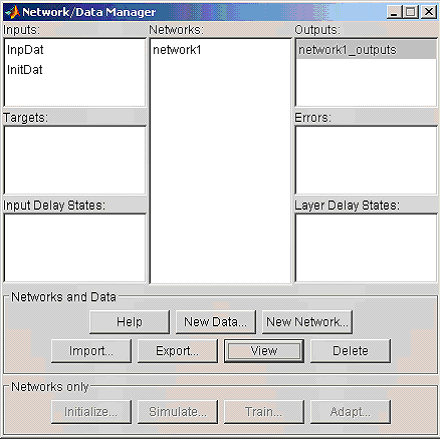 Network/Data Manager
Inputs: Networks: Outputs:
InpDat network1 network1_outputs
InitDat
Targets: Errors:
Input Delay States: Layer Delay States:
Networks and Data
Help New Data... New Network...
Import... Export... View Delete
Networks only
Initialize... Simulate... Train... Adapt...